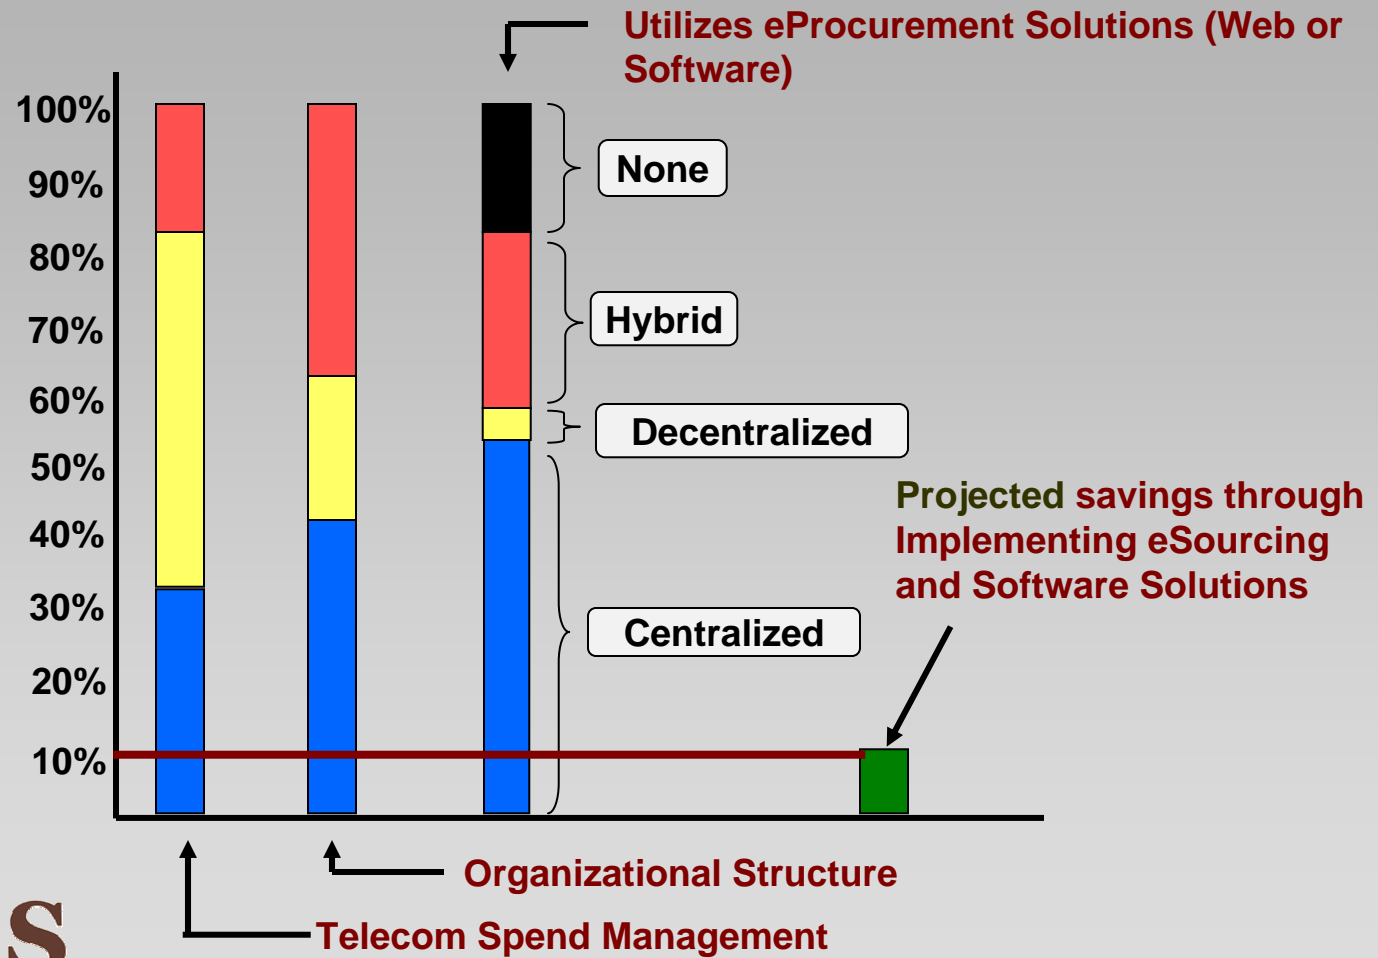 Utilizes eProcurement Solutions (Web or
Software)
100%
90%
80%
70%
60%
50%
40%
30%
20%
10%
None
Hybrid
Decentralized
Centralized
Projected savings through
Implementing eSourcing
and Software Solutions
Organizational Structure
Telecom Spend Management
S